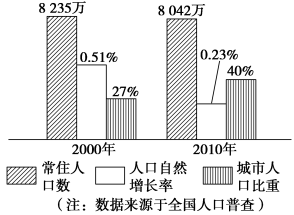 8 235万
8 042万
0.51%
0.23%
27%
40%
2000年
2010年
常住人口数
人口自然增长率
城市人口比重
(注：数据来源于全国人口普查)